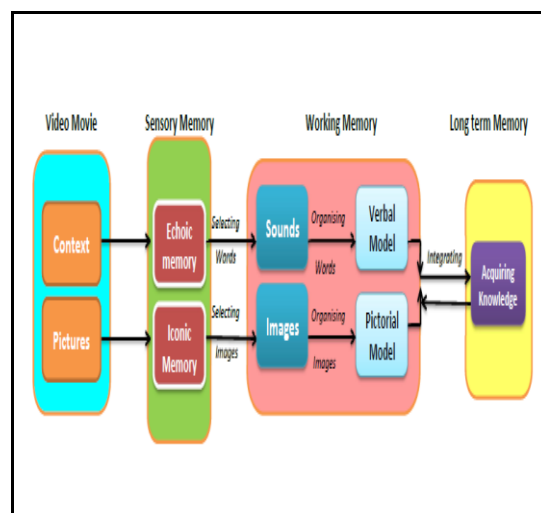 Video Movie
Sensory Memory
Working Memory
Long term Memory
Context
Echoic
memory
Selecting
Words
Sounds
Organising
Words
Verbal
Model
Integrating
Acquiring
Knowledge
Pictures
Iconic
Memory
Selecting
Images
Images
Organising
Images
Pictorial
Model